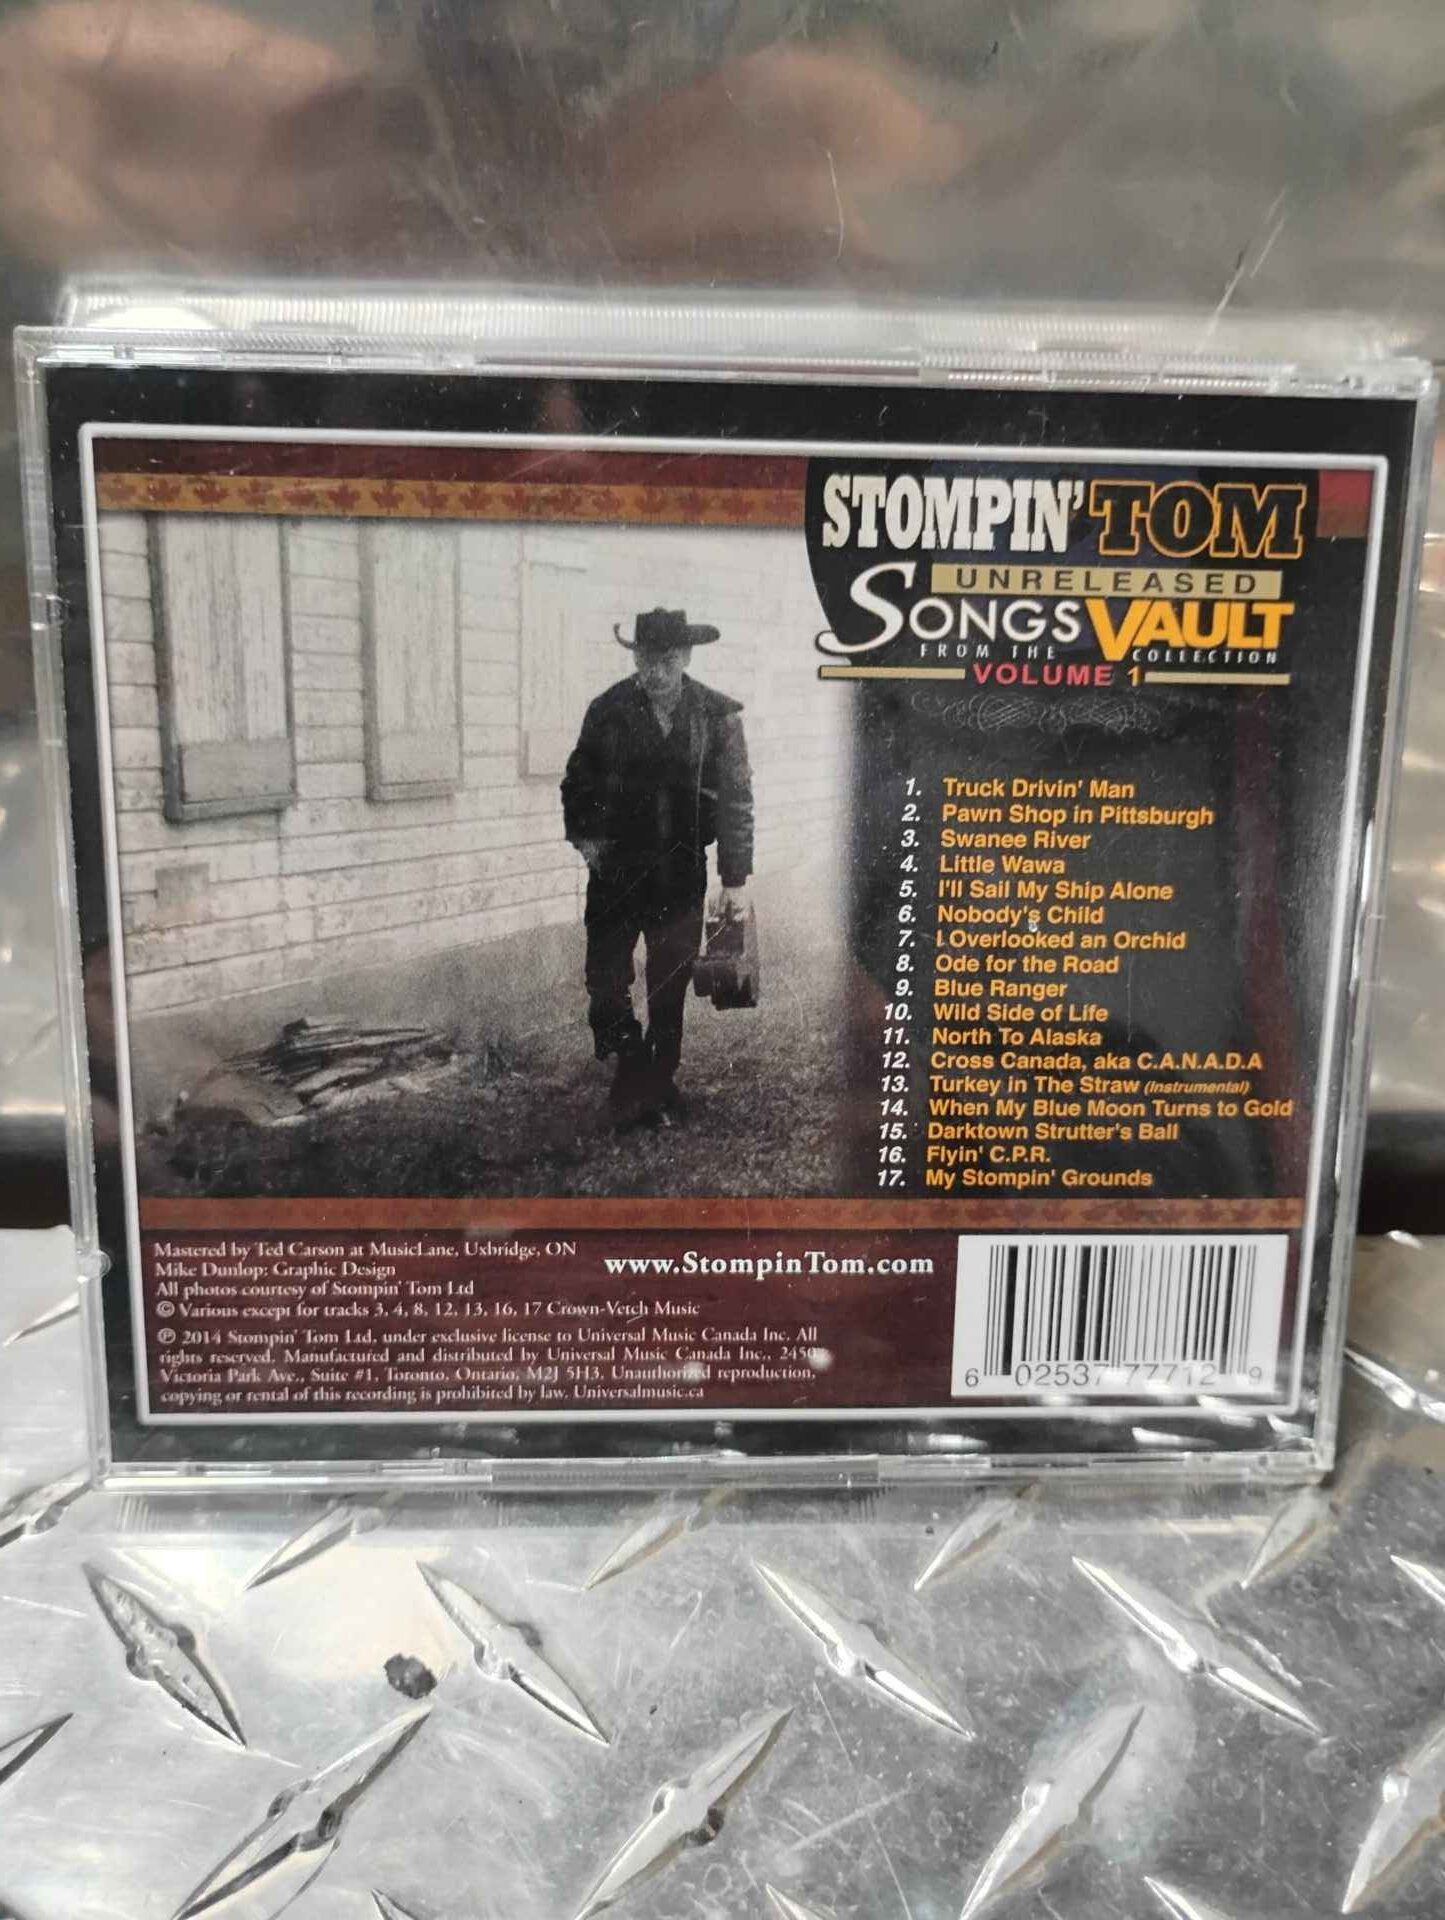 STOMPIN' TOM
UNRELEASED
SONGS VAULT
FROM THE COLLECTION
VOLUME 1
1. Truck Drivin' Man
2. Pawn Shop in Pittsburgh
3. Swanee River
4. Little Wawa
5. I'll Sail My Ship Alone
6. Nobody's Child
7. I Overlooked an Orchid
8. Ode for the Road
9. Blue Ranger
10. Wild Side of Life
11. North To Alaska
12. Cross Canada, aka C.A.N.A.D.A
13. Turkey in The Straw (Instrumental)
14. When My Blue Moon Turns to Gold
15. Darktown Strutter's Ball
16. Flyin' C.P.R.
17. My Stompin' Grounds
Mastered by Ted Carson at MusicLane, Uxbridge, ON
Mike Dunlop: Graphic Design
All photos courtesy of Stompin' Tom Ltd
© Various except for tracks 3, 4, 8, 12, 13, 16, 17 Crown-Vetch Music
℗ 2014 Stompin' Tom Ltd. under exclusive license to Universal Music Canada Inc. All
rights reserved. Manufactured and distributed by Universal Music Canada Inc., 2450
Victoria Park Ave., Suite #1, Toronto, Ontario, M2J 5H3. Unauthorized reproduction,
copying or rental of this recording is prohibited by law. Universalmusic.ca
www.StompinTom.com
6 02537 77712 9